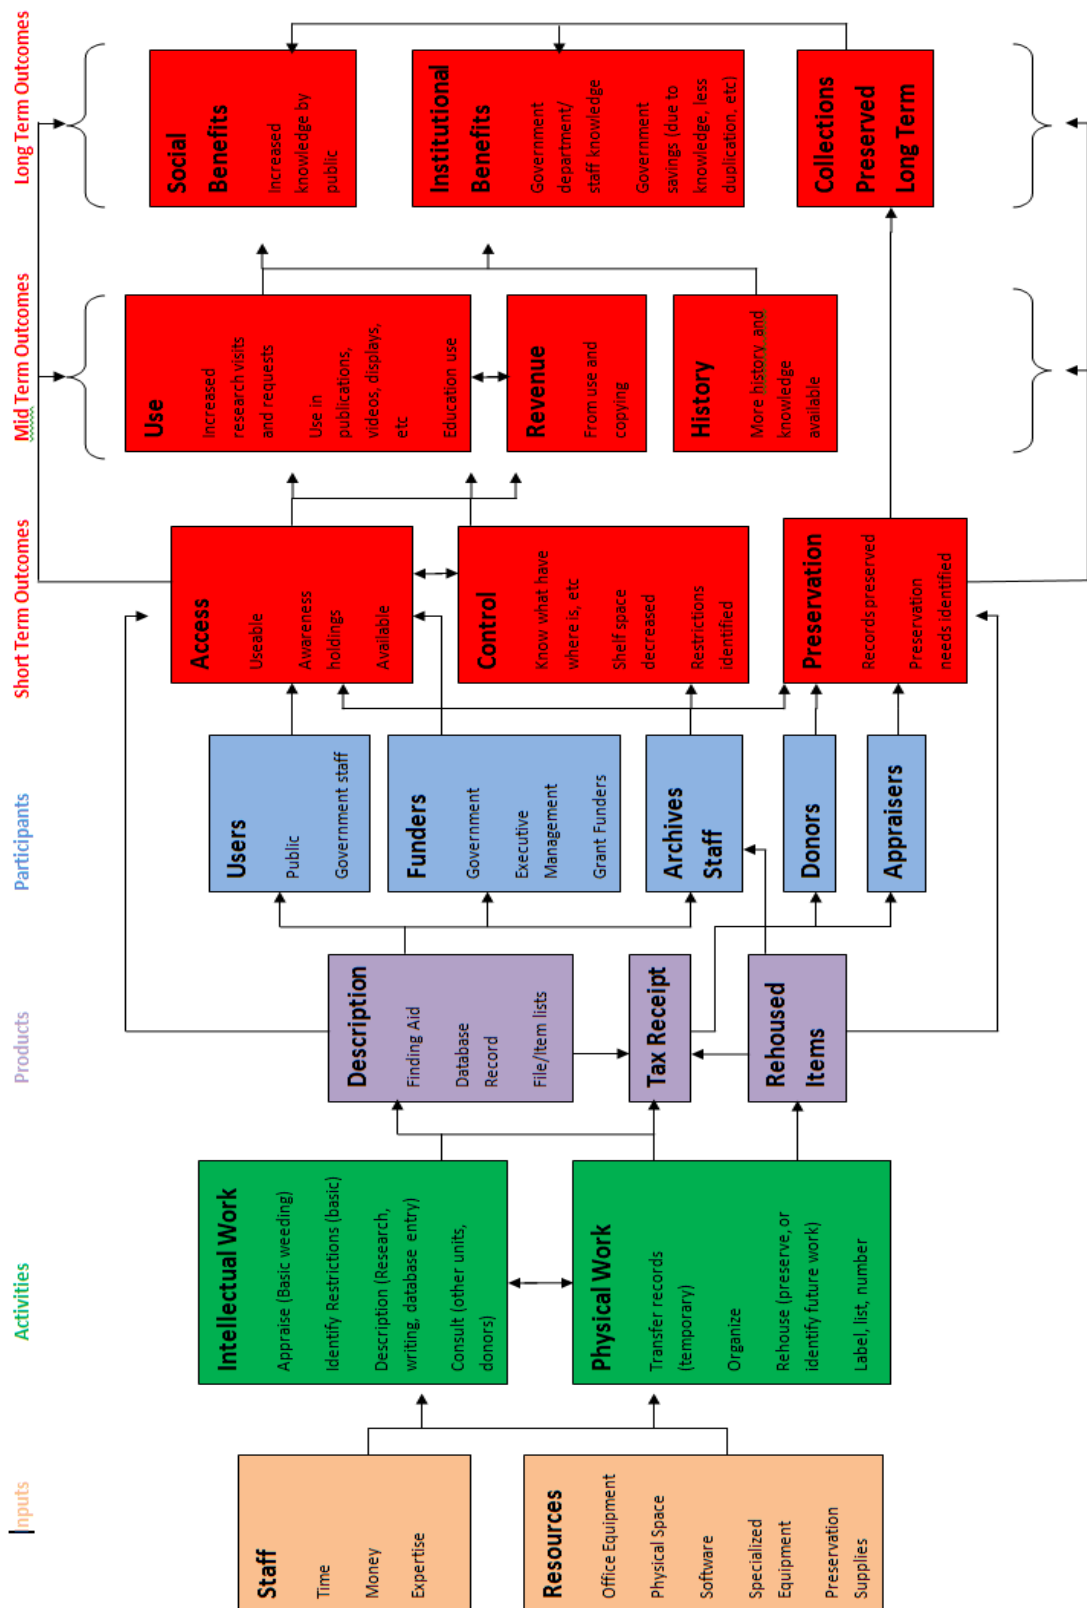 Inputs
Activities
Products
Participants
Short Term Outcomes
Mid Term Outcomes
Long Term Outcomes
Staff
Time
Money
Expertise
Resources
Office Equipment
Physical Space
Software
Specialized
Equipment
Preservation
Supplies
Intellectual Work
Appraise (Basic weeding)
Identify Restrictions (basic)
Description (Research,
writing, database entry)
Consult (other units,
donors)
Physical Work
Transfer records
(temporary)
Organize
Rehouse (preserve, or
identify future work)
Label, list, number
Description
Finding Aid
Database
Record
File/Item lists
Tax Receipt
Rehoused
Items
Users
Public
Government staff
Funders
Government
Executive
Management
Grant Funders
Archives
Staff
Donors
Appraisers
Access
Useable
Awareness
holdings
Available
Control
Know what have
where is, etc
Shelf space
decreased
Restrictions
identified
Preservation
Records preserved
Preservation
needs identified
Use
Increased
research visits
and requests
Use in
publications,
videos, displays,
etc
Education use
Revenue
From use and
copying
History
More history and
knowledge
available
Social
Benefits
Increased
knowledge by
public
Institutional
Benefits
Government
department/
staff knowledge
Government
savings (due to
knowledge, less
duplication, etc)
Collections
Preserved
Long Term